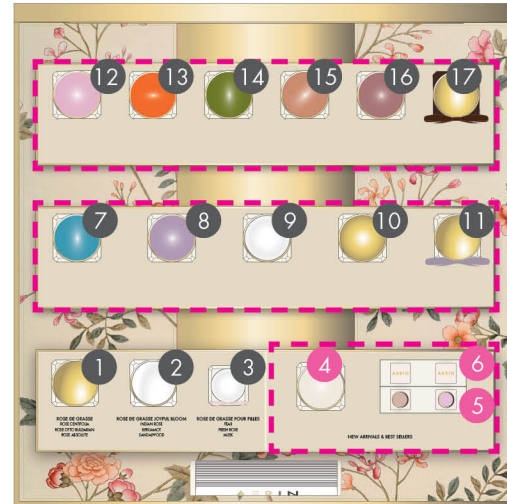 12 13 14 15 16 17
7 8 9 10 11
1 2 3 4 6
AERIN AERIN
5
ROSE DE GRASSE
ROSE CENTIFOLIA
ROSE OTTO BULGARIAN
ROSE ABSOLUTE
ROSE DE GRASSE JOYFUL BLOOM
INDIAN ROSE
BERGAMOT
SANDALWOOD
ROSE DE GRASSE POUR FILLES
PEAR
FRESH ROSE
MUSK
NEW ARRIVALS & BEST SELLERS
AERIN